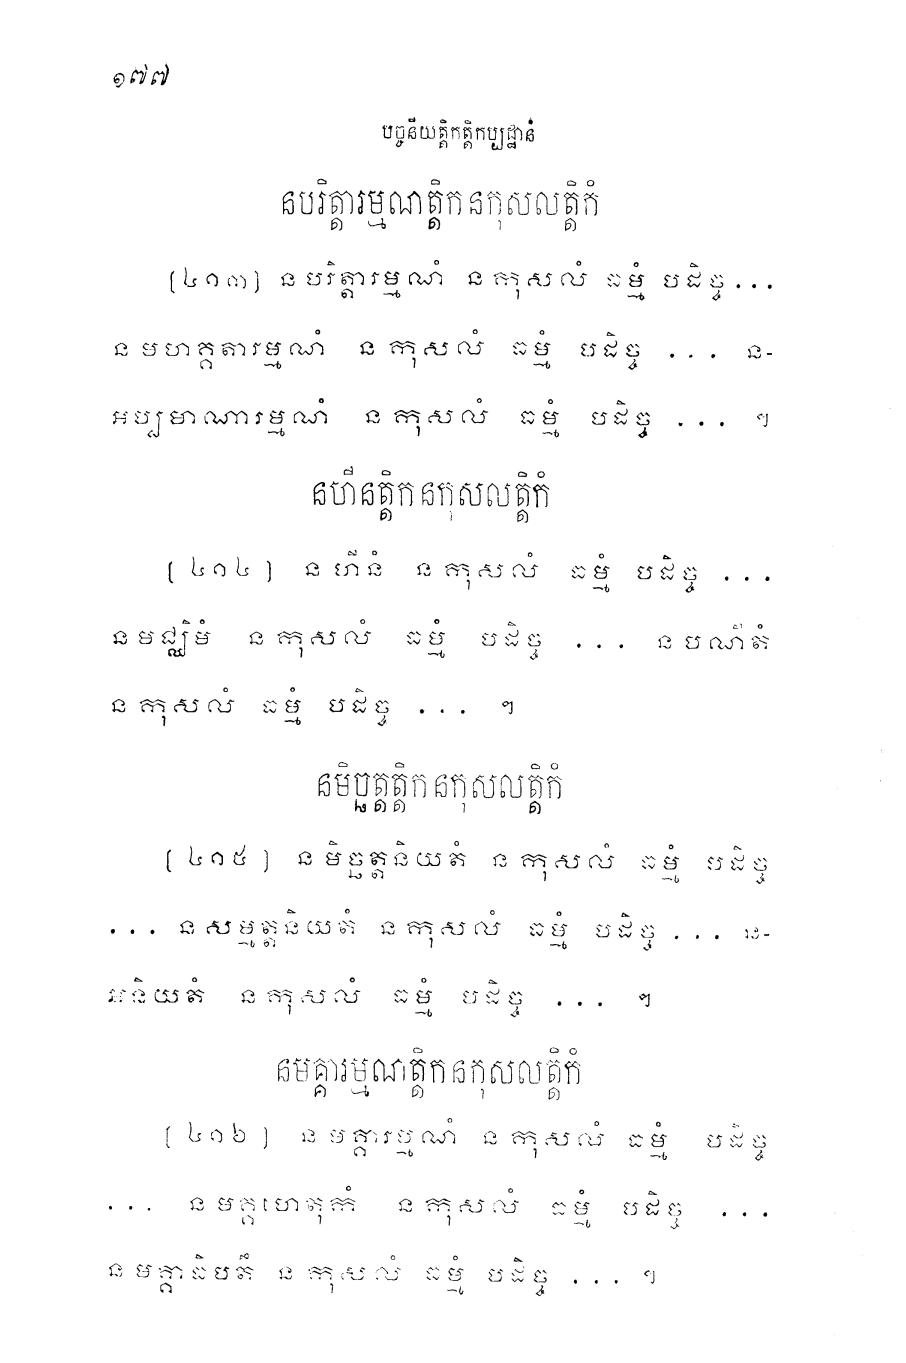 ១៧៧
បច្ចនីយត្តិកត្តិកប្បដ្ឋានំ
នបរិត្តារម្មណត្តិកនកុសលត្តិកំ
[៤១៣] ន បរិត្តារម្មណំ ន កុសលំ ធម្មំ បដិច្ច ...
ន មហគ្គតារម្មណំ ន កុសលំ ធម្មំ បដិច្ច ... ន-
អប្បមាណារម្មណំ ន កុសលំ ធម្មំ បដិច្ច ... ។
នហីនត្តិកនកុសលត្តិកំ
[៤១៤] ន ហីនំ ន កុសលំ ធម្មំ បដិច្ច ...
ន មជ្ឈិមំ ន កុសលំ ធម្មំ បដិច្ច ... ន បណីតំ
ន កុសលំ ធម្មំ បដិច្ច ... ។
នមិច្ឆត្តត្តិកនកុសលត្តិកំ
[៤១៥] ន មិច្ឆត្តនិយតំ ន កុសលំ ធម្មំ បដិច្ច
... ន សម្មត្តនិយតំ ន កុសលំ ធម្មំ បដិច្ច ... ន-
អនិយតំ ន កុសលំ ធម្មំ បដិច្ច ... ។
នមគ្គារម្មណត្តិកនកុសលត្តិកំ
[៤១៦] ន មគ្គារម្មណំ ន កុសលំ ធម្មំ បដិច្ច
... ន មគ្គហេតុកំ ន កុសលំ ធម្មំ បដិច្ច ...
ន មគ្គាធិបតឹ ន កុសលំ ធម្មំ បដិច្ច ... ។